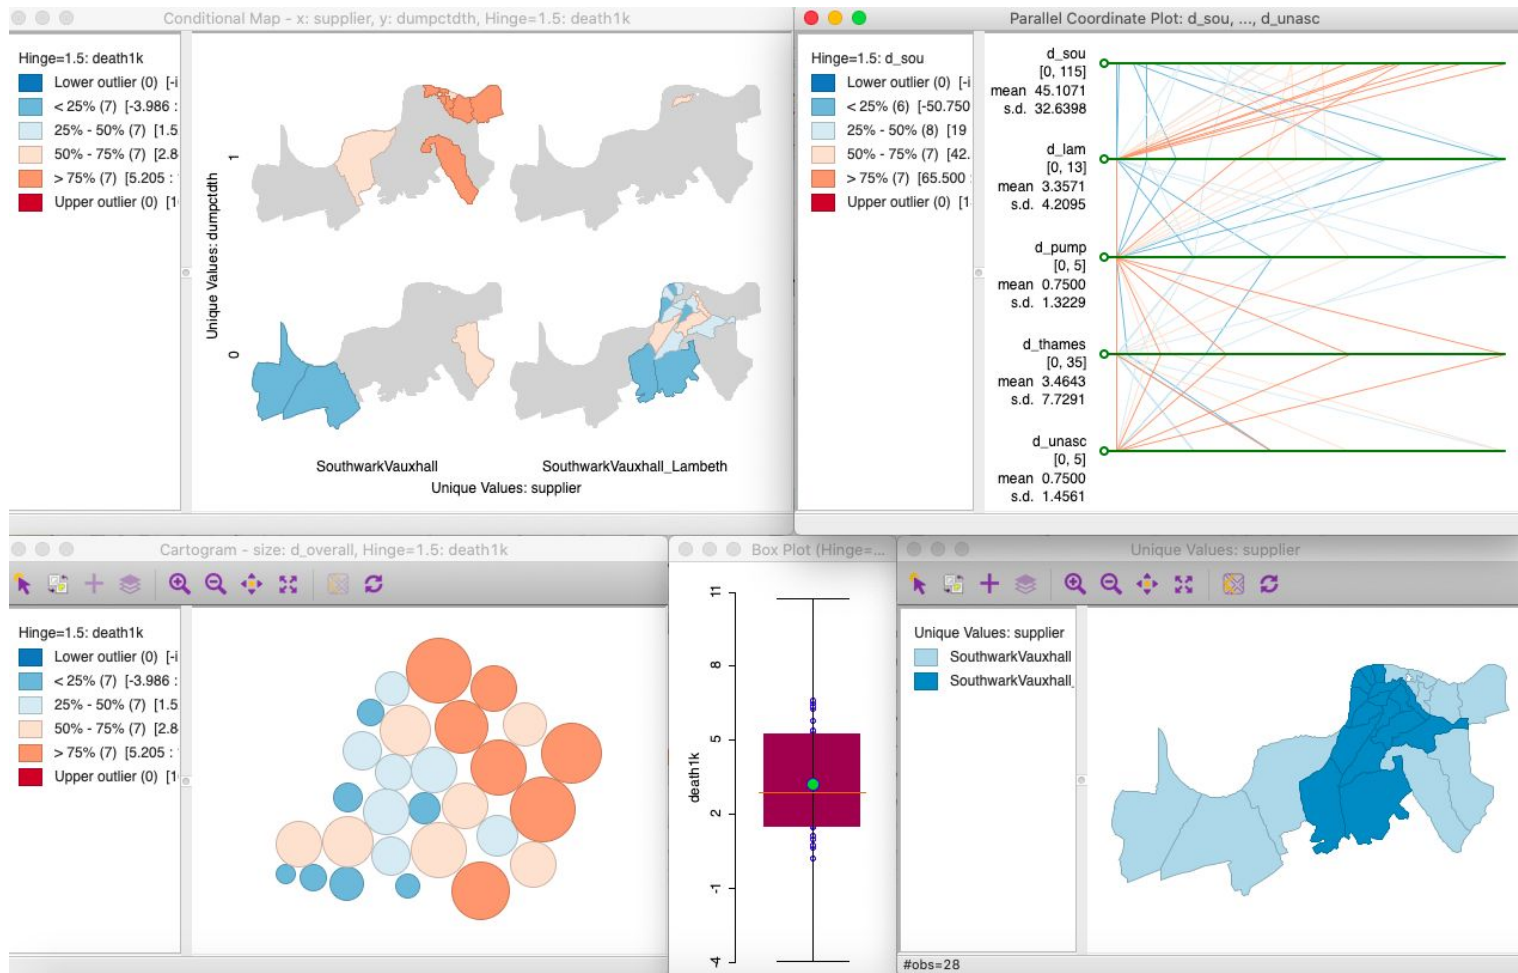 Conditional Map - x: supplier, y: dumpctdth, Hinge=1.5: death1k
Hinge=1.5: death1k
Lower outlier (0) [-i
< 25% (7) [-3.986 :
25% - 50% (7) [1.5
50% - 75% (7) [2.8
> 75% (7) [5.205 :
Upper outlier (0) [1
Unique Values: dumpctdth
1
0
SouthwarkVauxhall
SouthwarkVauxhall_Lambeth
Unique Values: supplier
Parallel Coordinate Plot: d_sou, ..., d_unasc
Hinge=1.5: d_sou
Lower outlier (0) [-i
< 25% (6) [-50.750
25% - 50% (8) [19
50% - 75% (7) [42.
> 75% (7) [65.500 :
Upper outlier (0) [1
d_sou
[0, 115]
mean 45.1071
s.d. 32.6398
d_lam
[0, 13]
mean 3.3571
s.d. 4.2095
d_pump
[0, 5]
mean 0.7500
s.d. 1.3229
d_thames
[0, 35]
mean 3.4643
s.d. 7.7291
d_unasc
[0, 5]
mean 0.7500
s.d. 1.4561
Cartogram - size: d_overall, Hinge=1.5: death1k
Hinge=1.5: death1k
Lower outlier (0) [-i
< 25% (7) [-3.986 :
25% - 50% (7) [1.5
50% - 75% (7) [2.8
> 75% (7) [5.205 :
Upper outlier (0) [1
Box Plot (Hinge=...
death1k
11
8
5
2
-1
-4
Unique Values: supplier
Unique Values: supplier
SouthwarkVauxhall
SouthwarkVauxhall_
#obs=28